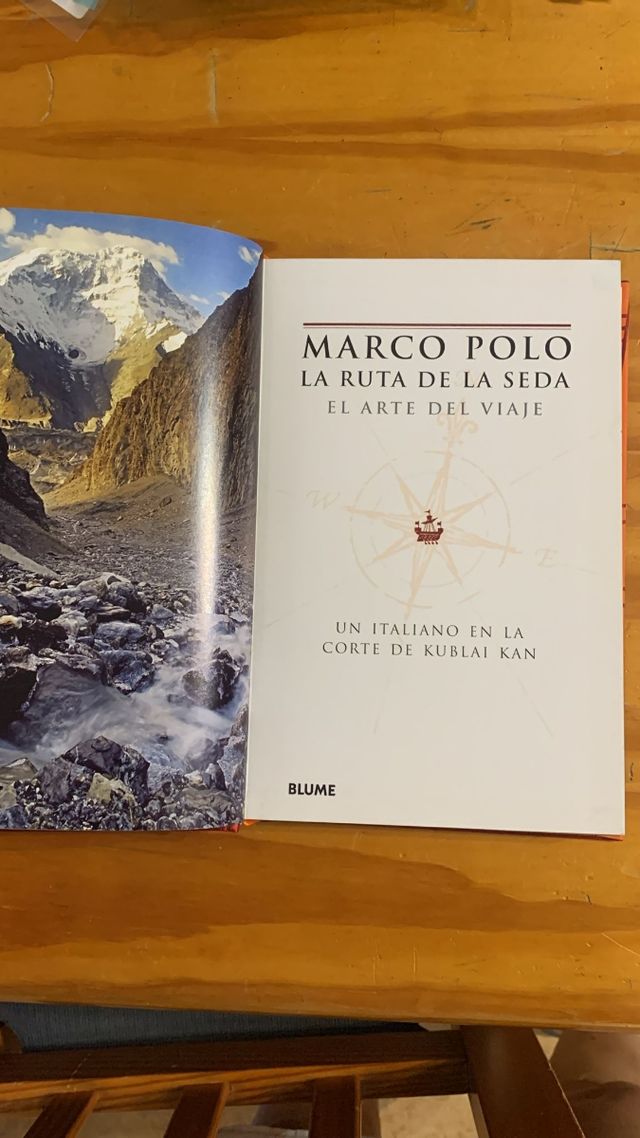 MARCO POLO
LA RUTA DE LA SEDA
EL ARTE DEL VIAJE
W
E
UN ITALIANO EN LA
CORTE DE KUBLAI KAN
BLUME